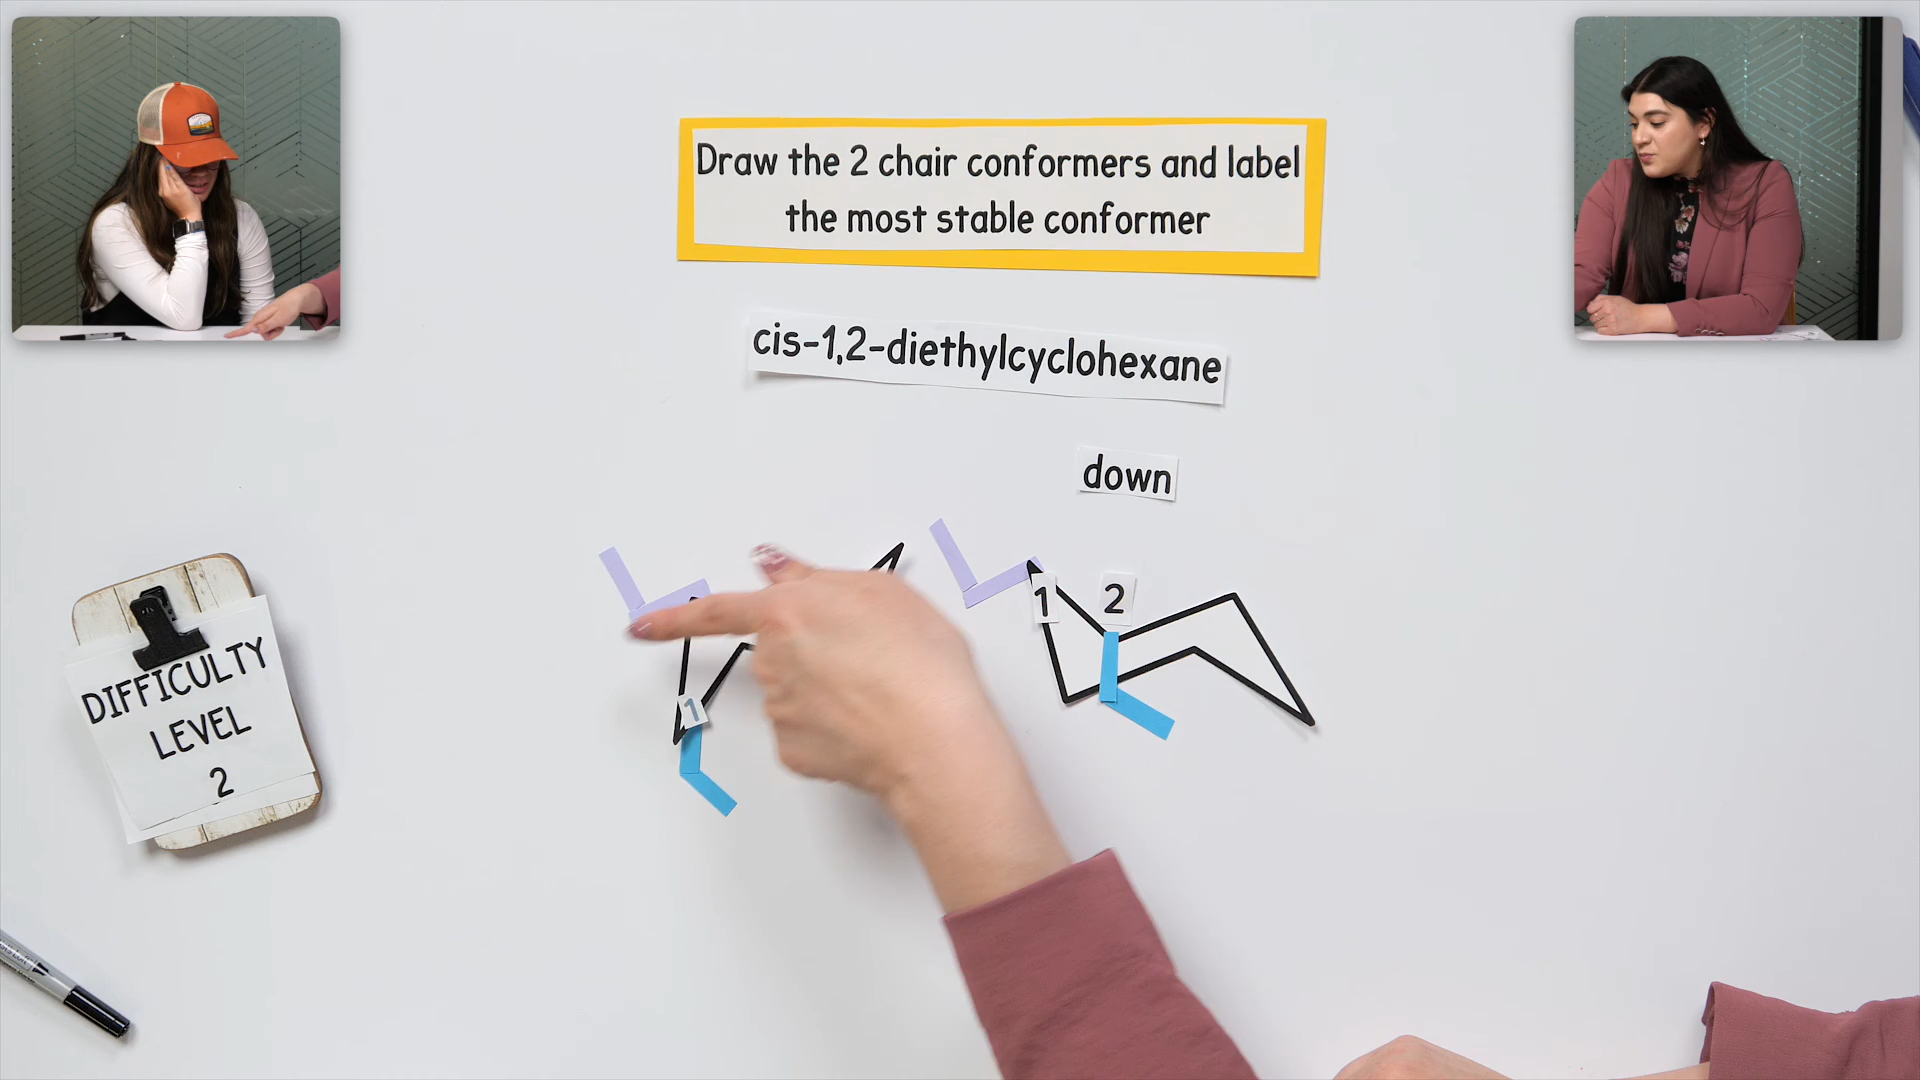 Draw the 2 chair conformers and label
the most stable conformer
cis-1,2-diethylcyclohexane
down
1
2
1
DIFFICULTY
LEVEL
2